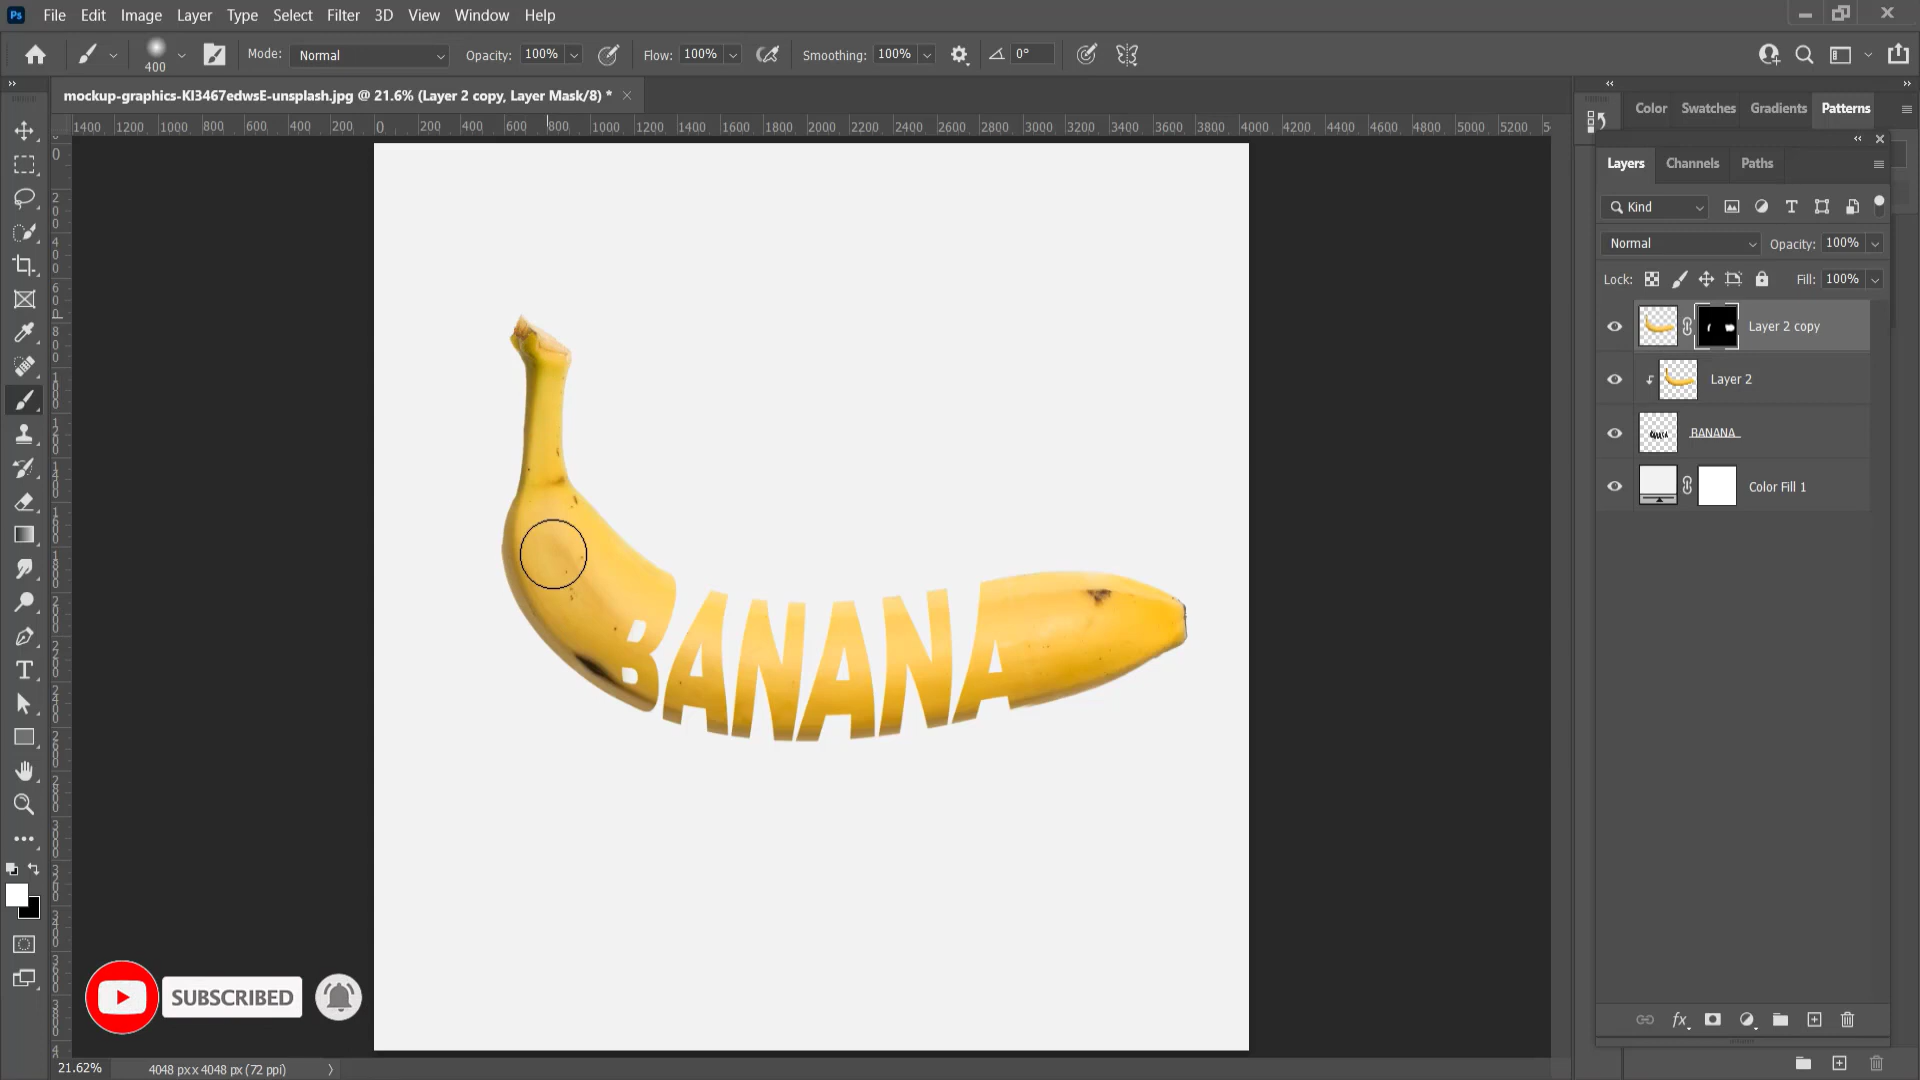 Ps File Edit Image Layer Type Select Filter 3D View Window Help
400 Mode: Normal Opacity: 100% Flow: 100% Smoothing: 100% 0°
mockup-graphics-KI3467edwsE-unsplash.jpg @ 21.6% (Layer 2 copy, Layer Mask/8) *
1400 1200 1000 800 600 400 200 0 200 400 600 800 1000 1200 1400 1600 1800 2000 2200 2400 2600 2800 3000 3200 3400 3600 3800 4000 4200 4400 4600 4800 5000 5200
Color Swatches Gradients Patterns
Layers Channels Paths
Kind
Normal Opacity: 100%
Lock: Fill: 100%
Layer 2 copy
Layer 2
BANANA
Color Fill 1
BANANA
SUBSCRIBED
fx
21.62% 4048 px x 4048 px (72 ppi)